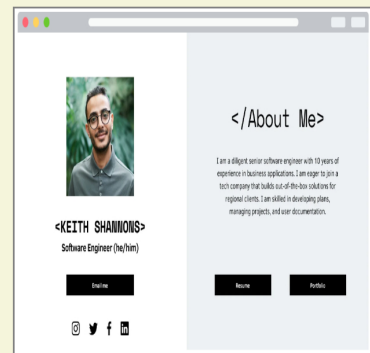 <KEITH SHANNONS>
Software Engineer (he/him)
Email me
</About Me>
I am a diligent senior software engineer with 10 years of
experience in business applications. I am eager to join a
tech company that builds out-of-the-box solutions for
regional clients. I am skilled in developing plans,
managing projects, and user documentation.
Resume
Portfolio